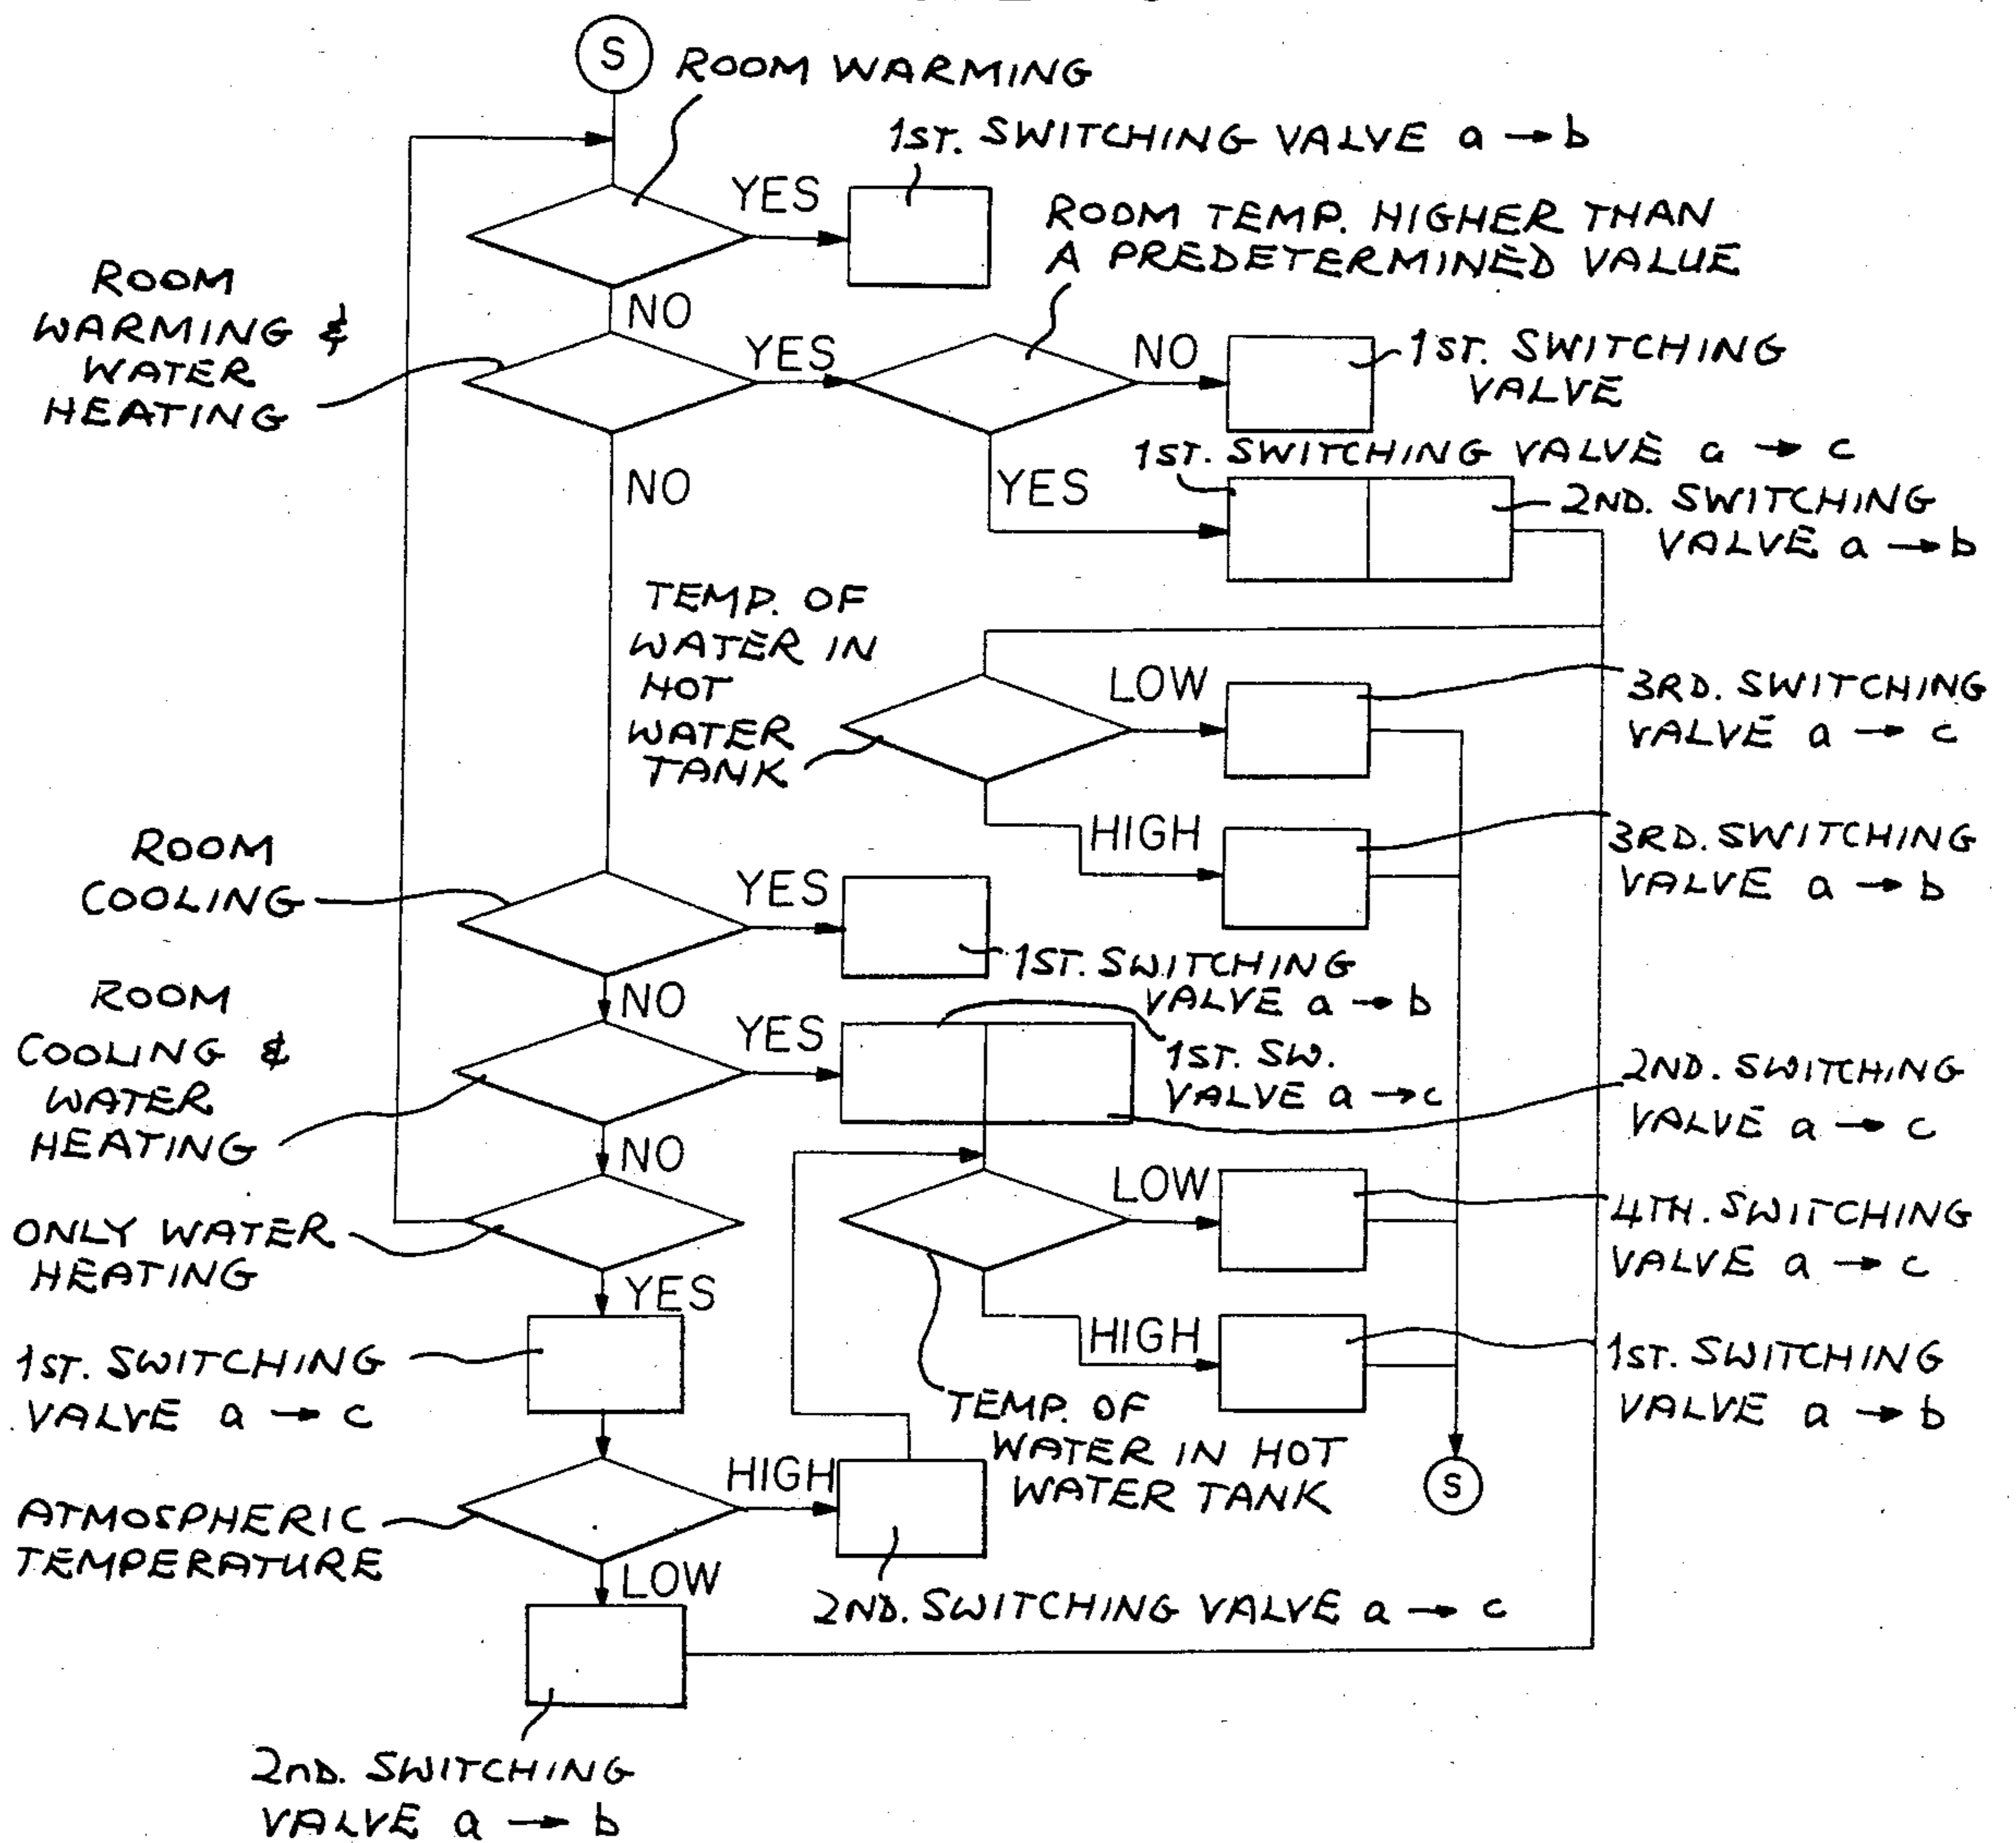 S
ROOM WARMING
1ST. SWITCHING VALVE a → b
YES
ROOM TEMP. HIGHER THAN
A PREDETERMINED VALUE
NO
ROOM
WARMING &
WATER
HEATING
YES
NO
1ST. SWITCHING
VALVE
NO
YES
1ST. SWITCHING VALVE a → c
2ND. SWITCHING
VALVE a → b
TEMP. OF
WATER IN
HOT
WATER
TANK
LOW
3RD. SWITCHING
VALVE a → c
HIGH
3RD. SWITCHING
VALVE a → b
ROOM
COOLING
YES
1ST. SWITCHING
VALVE a → b
NO
ROOM
COOLING &
WATER
HEATING
YES
1ST. SW.
VALVE a → c
2ND. SWITCHING
VALVE a → c
NO
LOW
4TH. SWITCHING
VALVE a → c
ONLY WATER
HEATING
YES
HIGH
1ST. SWITCHING
VALVE a → b
1ST. SWITCHING
VALVE a → c
TEMP. OF
WATER IN HOT
WATER TANK
S
HIGH
ATMOSPHERIC
TEMPERATURE
LOW
2ND. SWITCHING VALVE a → c
2nD. SWITCHING
VALVE a → b